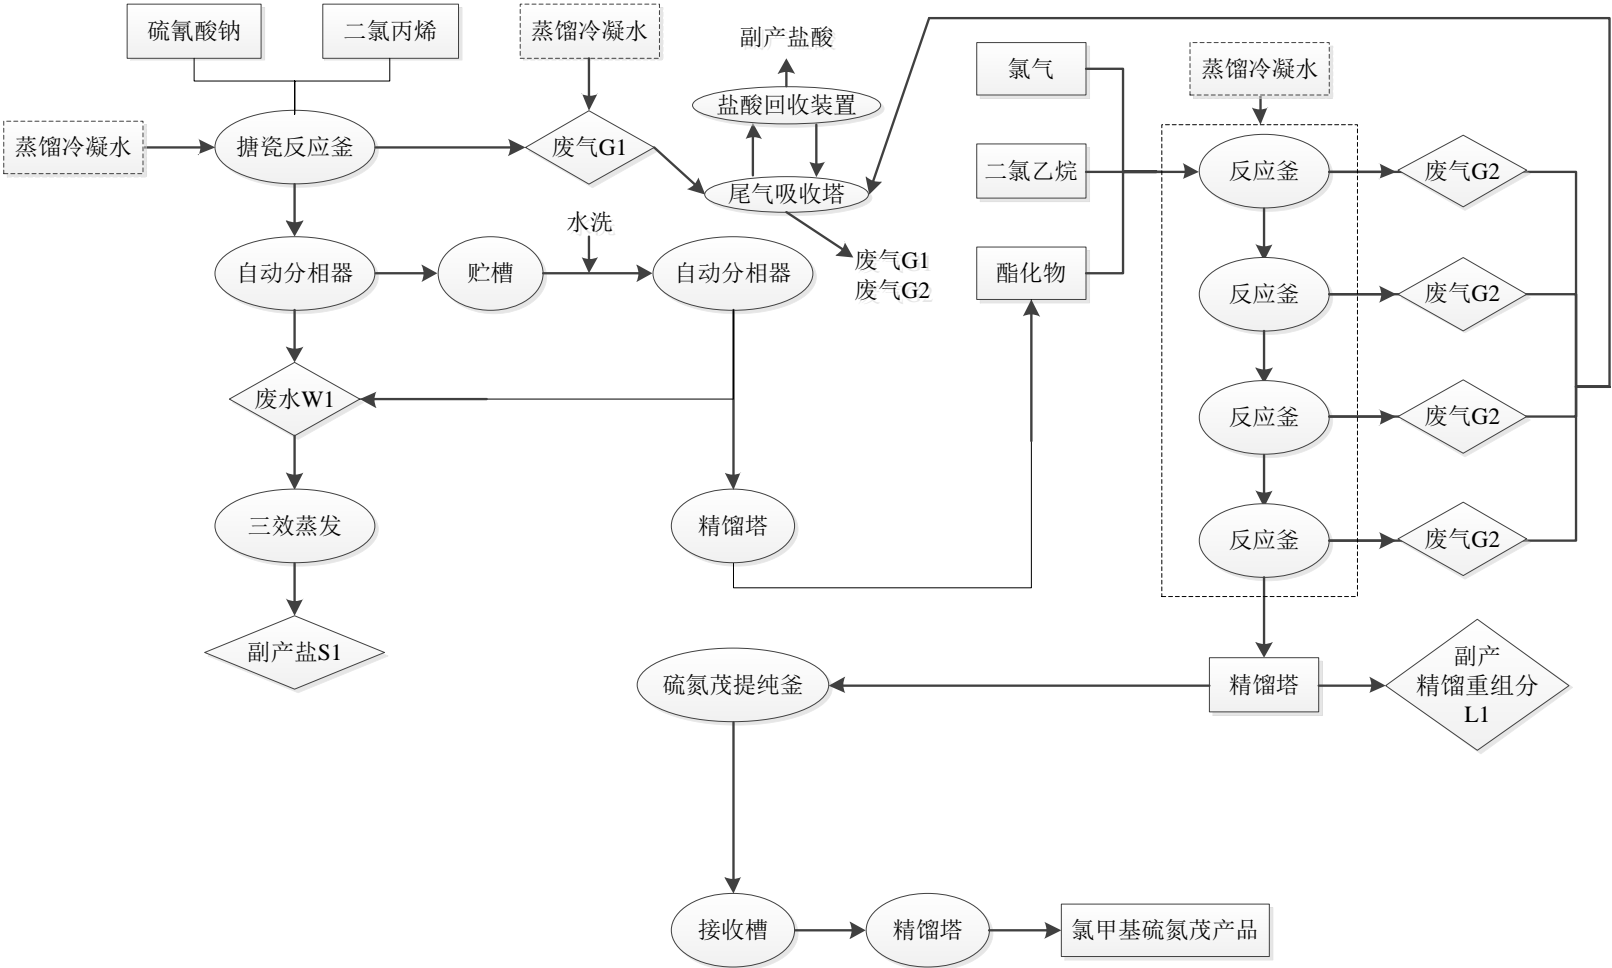 硫氰酸钠
二氯丙烯
蒸馏冷凝水
副产盐酸
盐酸回收装置
氯气
蒸馏冷凝水
蒸馏冷凝水
搪瓷反应釜
废气G1
尾气吸收塔
二氯乙烷
反应釜
废气G2
水洗
自动分相器
贮槽
自动分相器
废气G1
废气G2
酯化物
反应釜
废气G2
废水W1
反应釜
废气G2
三效蒸发
精馏塔
反应釜
废气G2
副产盐S1
硫氮茂提纯釜
精馏塔
副产
精馏重组分
L1
接收槽
精馏塔
氯甲基硫氮茂产品